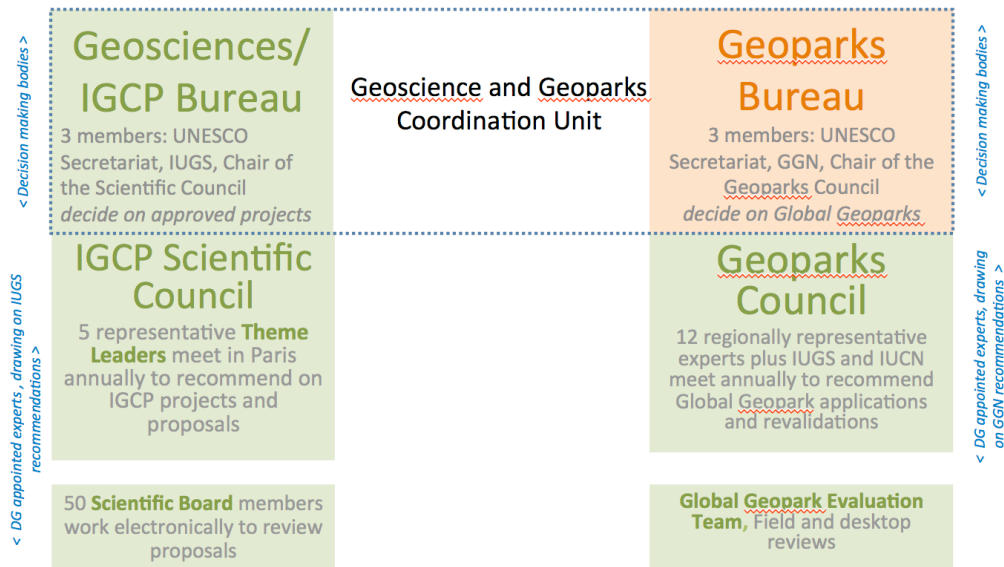 < Decision making bodies >
Geosciences/
IGCP Bureau
3 members: UNESCO
Secretariat, IUGS, Chair of
the Scientific Council
decide on approved projects
Geoscience and Geoparks
Coordination Unit
Geoparks
Bureau
3 members: UNESCO
Secretariat, GGN, Chair of the
Geoparks Council
decide on Global Geoparks
< Decision making bodies >
< DG appointed experts , drawing on IUGS
recommendations >
IGCP Scientific
Council
5 representative Theme
Leaders meet in Paris
annually to recommend on
IGCP projects and
proposals
Geoparks
Council
12 regionally representative
experts plus IUGS and IUCN
meet annually to recommend
Global Geopark applications
and revalidations
< DG appointed experts, drawing
on GGN recommendations >
50 Scientific Board members
work electronically to review
proposals
Global Geopark Evaluation
Team, Field and desktop
reviews